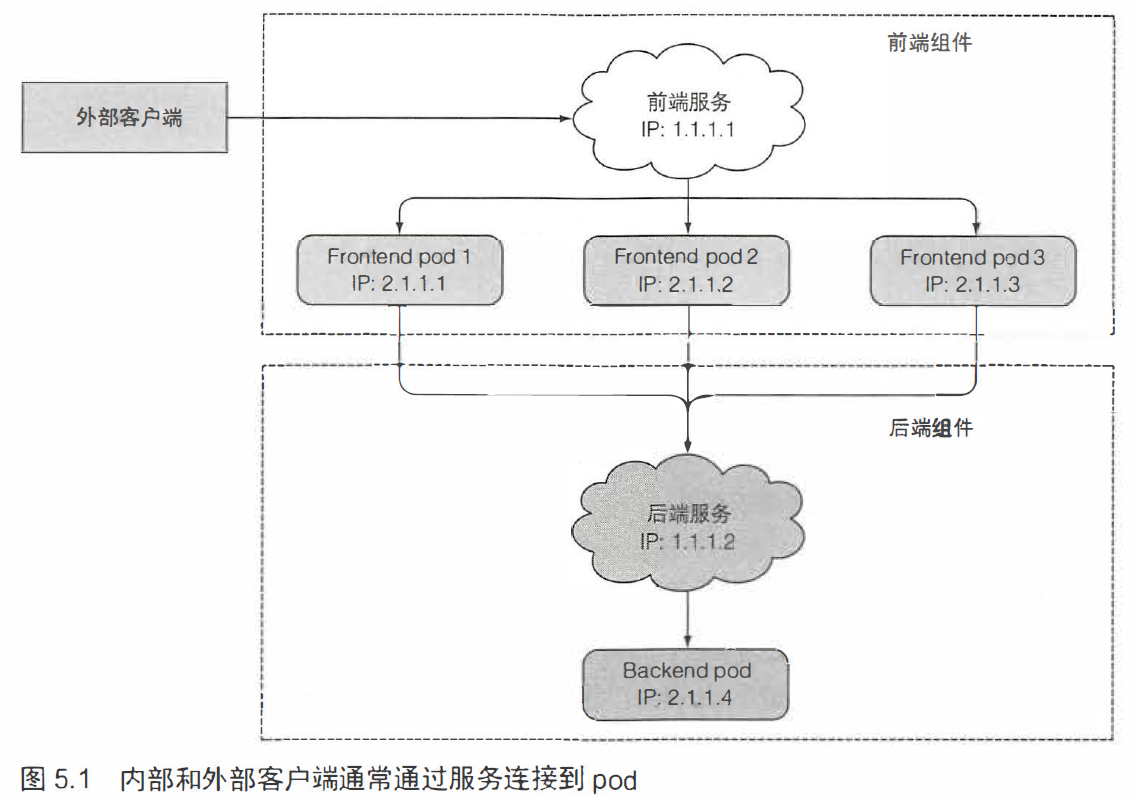 前端组件
外部客户端
前端服务
IP: 1.1.1.1
Frontend pod 1
IP: 2.1.1.1
Frontend pod 2
IP: 2.1.1.2
Frontend pod 3
IP: 2.1.1.3
后端组件
后端服务
IP: 1.1.1.2
Backend pod
IP: 2.1.1.4
图 5.1 内部和外部客户端通常通过服务连接到 pod